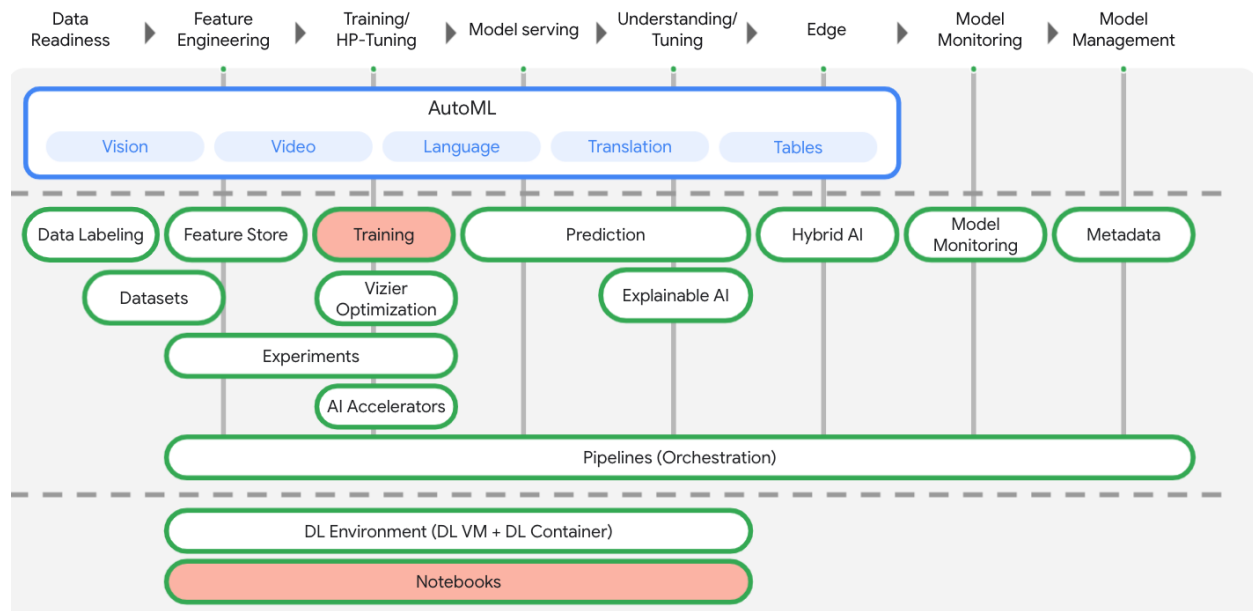 Data
Readiness
Feature
Engineering
Training/
HP-Tuning
Model serving
Understanding/
Tuning
Edge
Model
Monitoring
Model
Management
AutoML
Vision
Video
Language
Translation
Tables
Data Labeling
Feature Store
Training
Prediction
Hybrid AI
Model
Monitoring
Metadata
Datasets
Vizier
Optimization
Explainable AI
Experiments
AI Accelerators
Pipelines (Orchestration)
DL Environment (DL VM + DL Container)
Notebooks